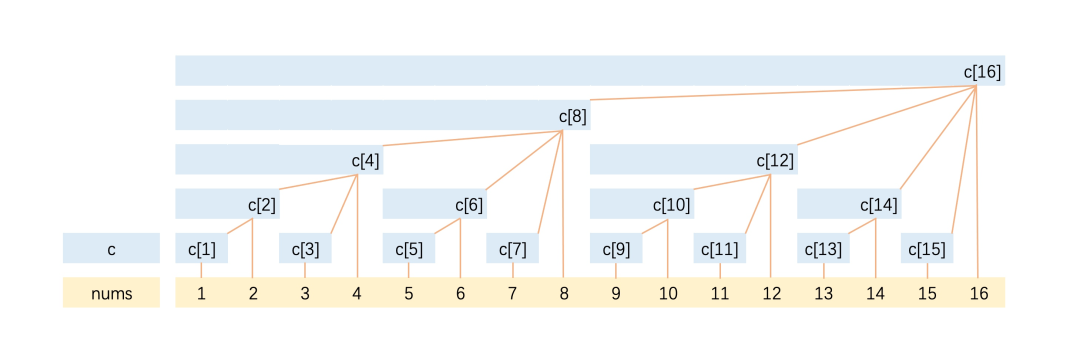 c[16]
c[8]
c[4] c[12]
c[2] c[6] c[10] c[14]
c c[1] c[3] c[5] c[7] c[9] c[11] c[13] c[15]
nums 1 2 3 4 5 6 7 8 9 10 11 12 13 14 15 16